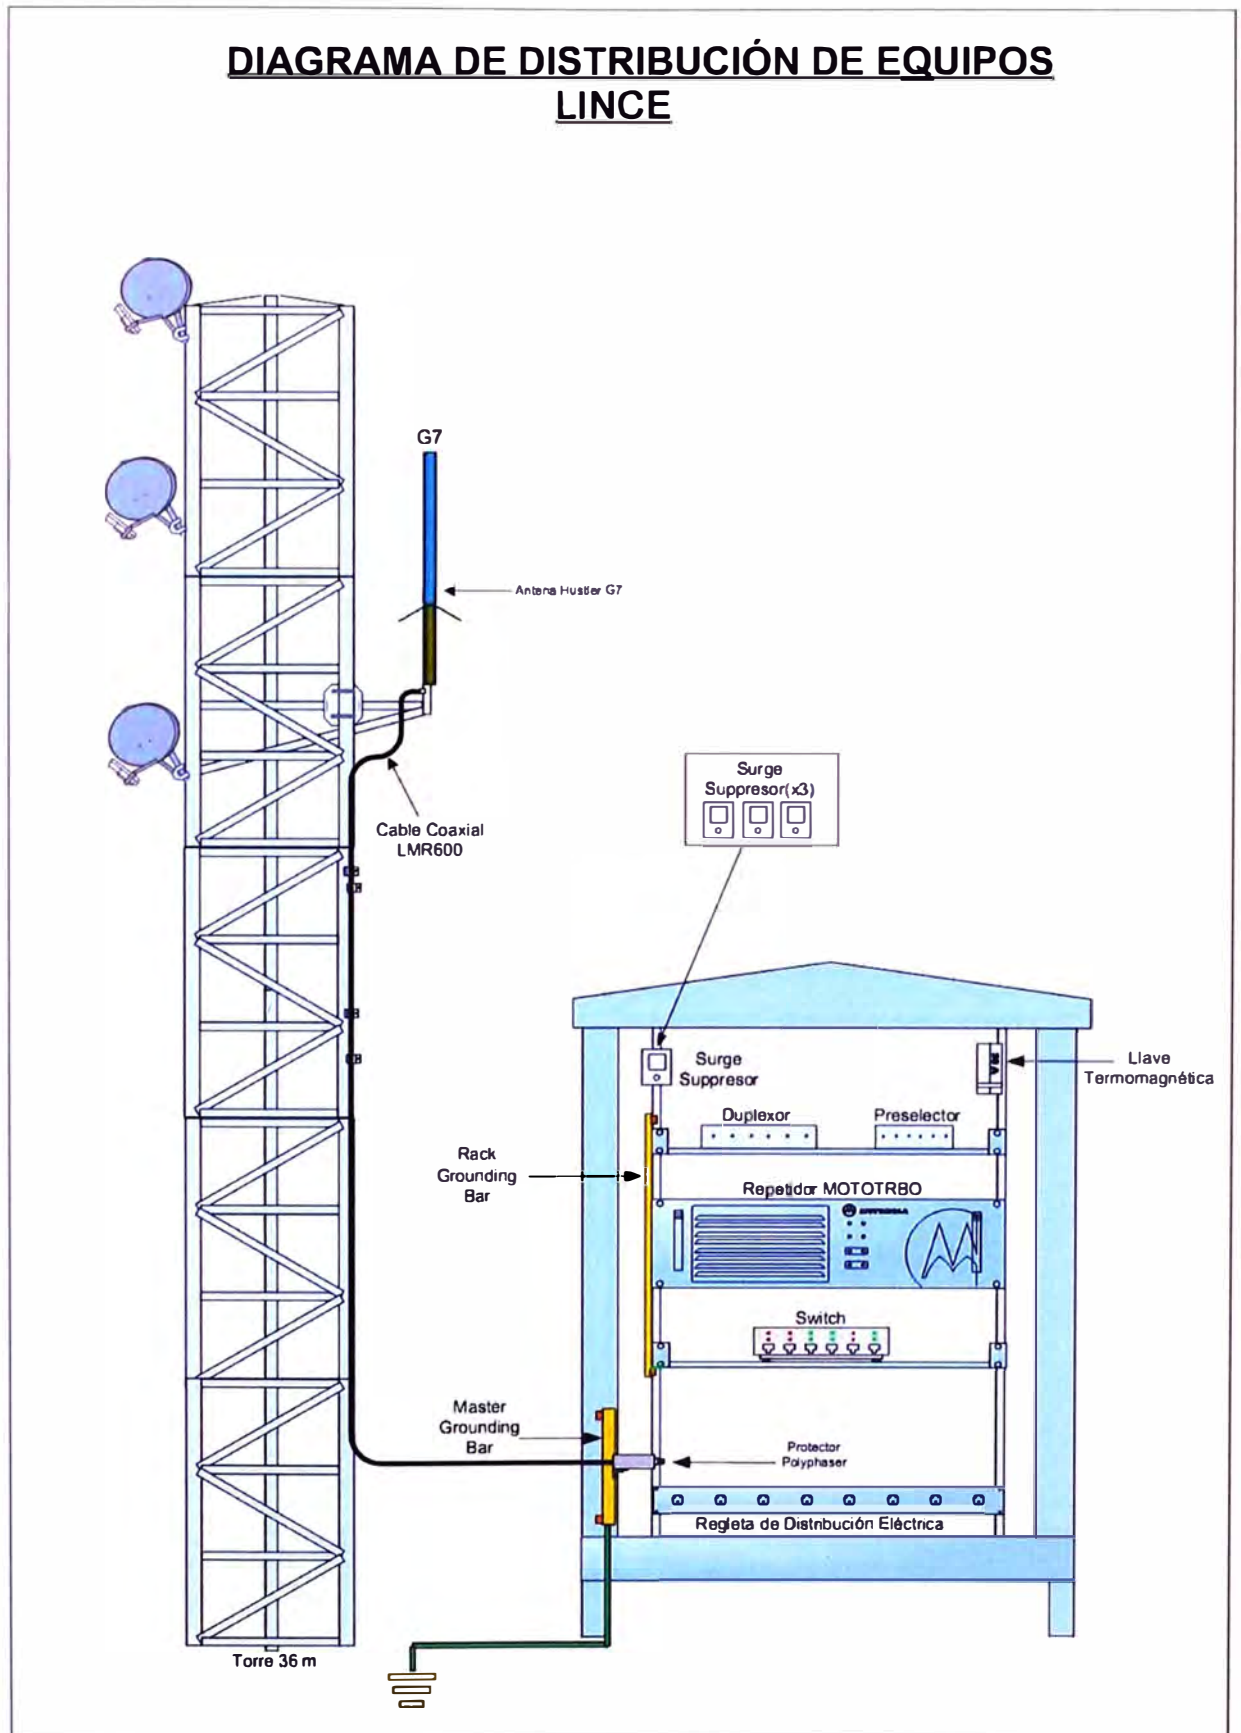 DIAGRAMA DE DISTRIBUCIÓN DE EQUIPOS
LINCE
G7
Antena Hustler G7
Surge
Suppresor(x3)
Cable Coaxial
LMR600
Surge
Suppresor
30 A
Llave
Termomagnética
Duplexor
Preselector
Rack
Grounding
Bar
Repetidor MOTOTRBO
MOTOROLA
Switch
Master
Grounding
Bar
Protector
Polyphaser
Regleta de Distribución Eléctrica
Torre 36 m